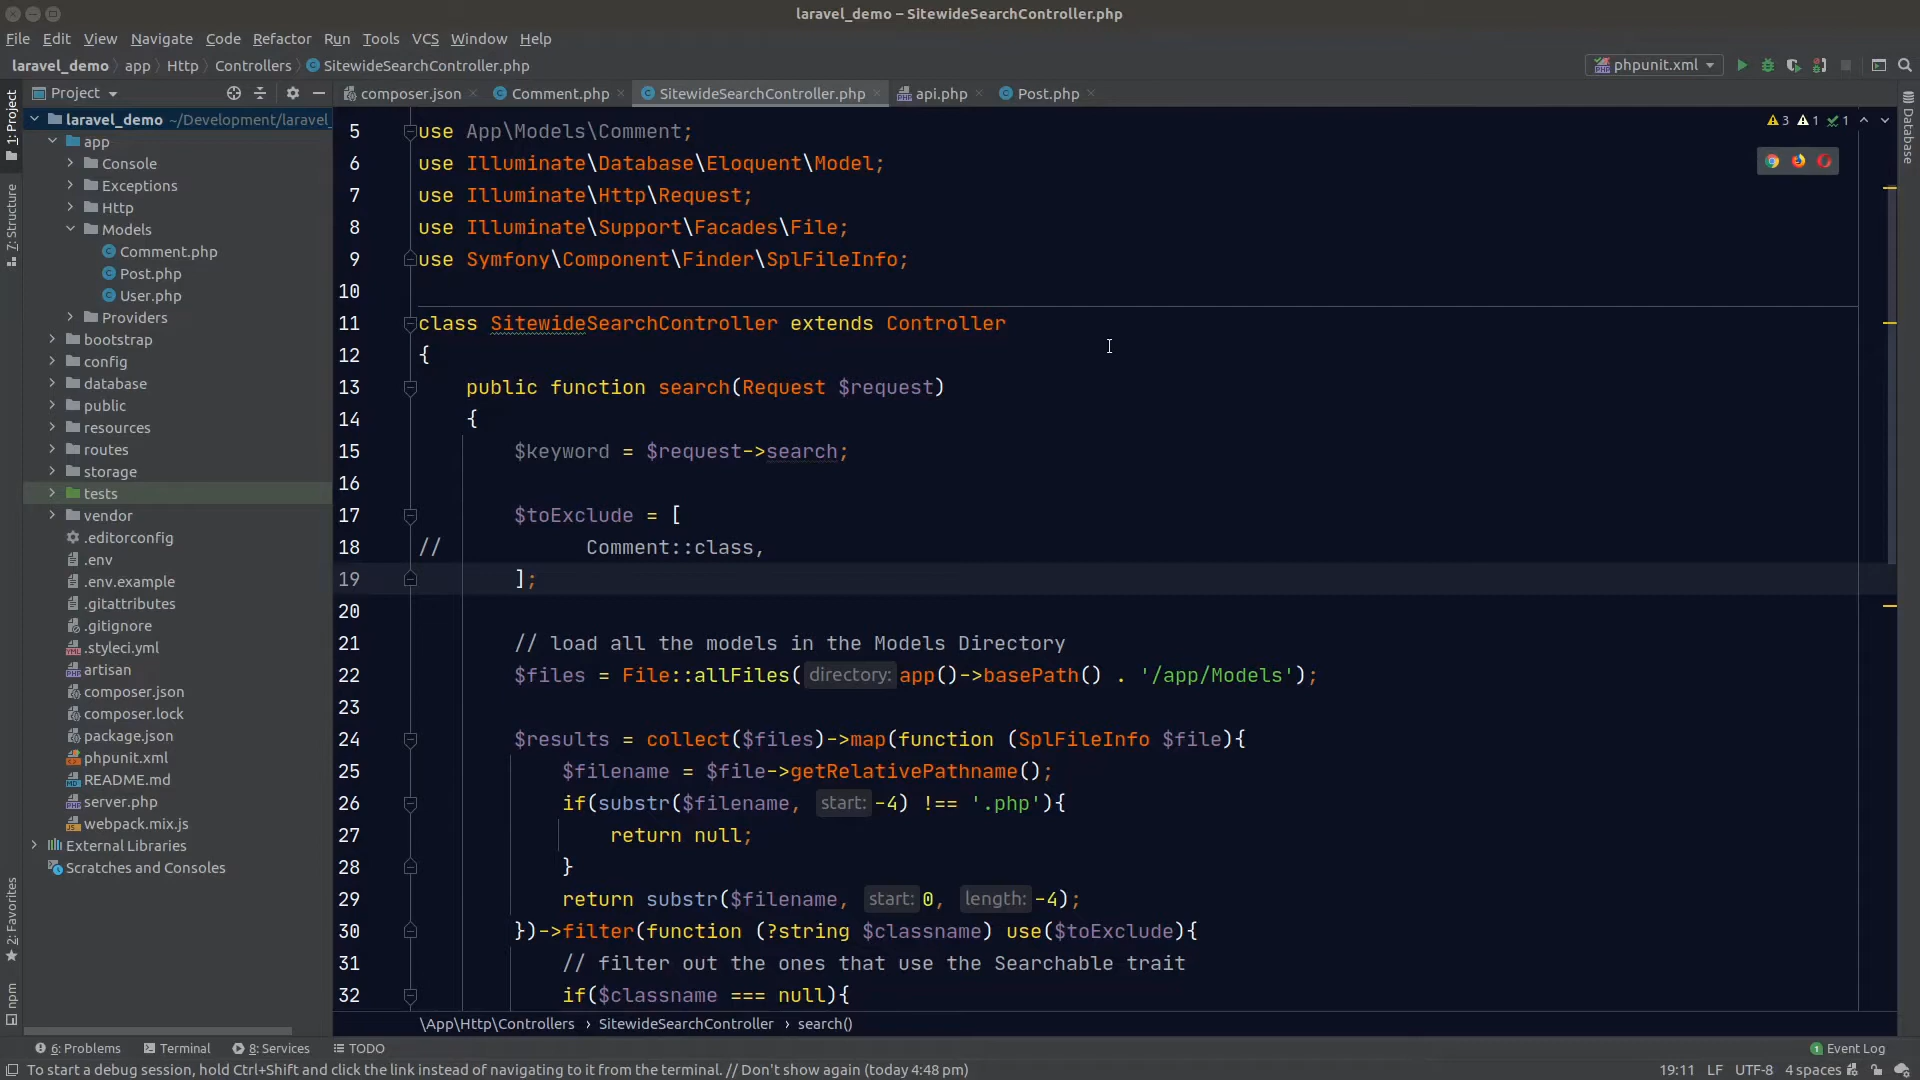 laravel_demo – SitewideSearchController.php
File Edit View Navigate Code Refactor Run Tools VCS Window Help
laravel_demo app Http Controllers SitewideSearchController.php
phpunit.xml
Project
composer.json
Comment.php
SitewideSearchController.php
api.php
Post.php
1: Project
7: Structure
2: Favorites
npm
Database
laravel_demo ~/Development/laravel_
app
Console
Exceptions
Http
Models
Comment.php
Post.php
User.php
Providers
bootstrap
config
database
public
resources
routes
storage
tests
vendor
.editorconfig
.env
.env.example
.gitattributes
.gitignore
.styleci.yml
artisan
composer.json
composer.lock
package.json
phpunit.xml
README.md
server.php
webpack.mix.js
External Libraries
Scratches and Consoles
3 1 1
5 use App\Models\Comment;
6 use Illuminate\Database\Eloquent\Model;
7 use Illuminate\Http\Request;
8 use Illuminate\Support\Facades\File;
9 use Symfony\Component\Finder\SplFileInfo;
10
11 class SitewideSearchController extends Controller
12 {
13 public function search(Request $request)
14 {
15 $keyword = $request->search;
16
17 $toExclude = [
18 // Comment::class,
19 ];
20
21 // load all the models in the Models Directory
22 $files = File::allFiles( directory: app()->basePath() . '/app/Models');
23
24 $results = collect($files)->map(function (SplFileInfo $file){
25 $filename = $file->getRelativePathname();
26 if(substr($filename, start: -4) !== '.php'){
27 return null;
28 }
29 return substr($filename, start: 0, length: -4);
30 })->filter(function (?string $classname) use($toExclude){
31 // filter out the ones that use the Searchable trait
32 if($classname === null){
\App\Http\Controllers › SitewideSearchController › search()
6: Problems Terminal 8: Services TODO
1 Event Log
To start a debug session, hold Ctrl+Shift and click the link instead of navigating to it from the terminal. // Don't show again (today 4:48 pm)
19:11 LF UTF-8 4 spaces